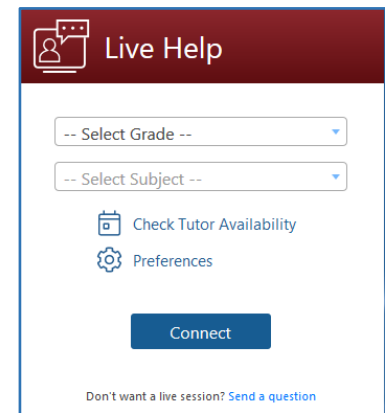 Live Help
-- Select Grade --
-- Select Subject --
Check Tutor Availability
Preferences
Connect
Don't want a live session? Send a question